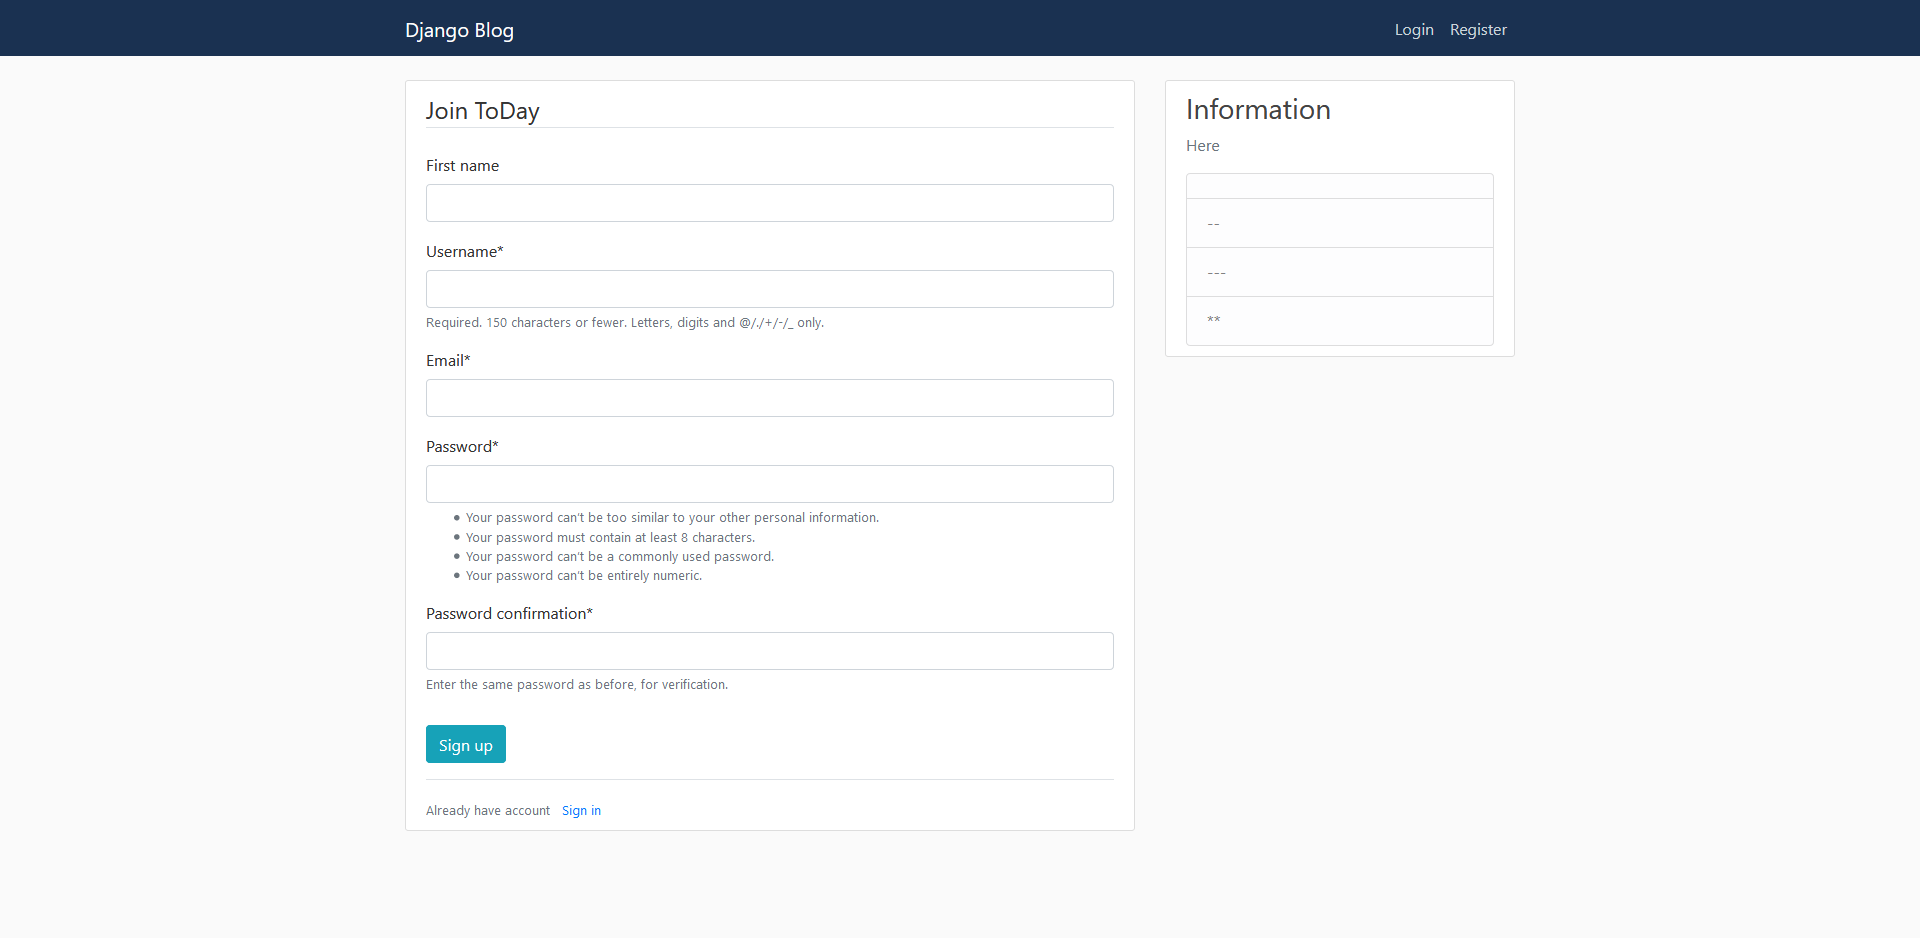 Django Blog
Login Register
Join ToDay
First name
Username*
Required. 150 characters or fewer. Letters, digits and @/./+/-/_ only.
Email*
Password*
Your password can't be too similar to your other personal information.
Your password must contain at least 8 characters.
Your password can't be a commonly used password.
Your password can't be entirely numeric.
Password confirmation*
Enter the same password as before, for verification.
Sign up
Already have account Sign in
Information
Here
--
---
**